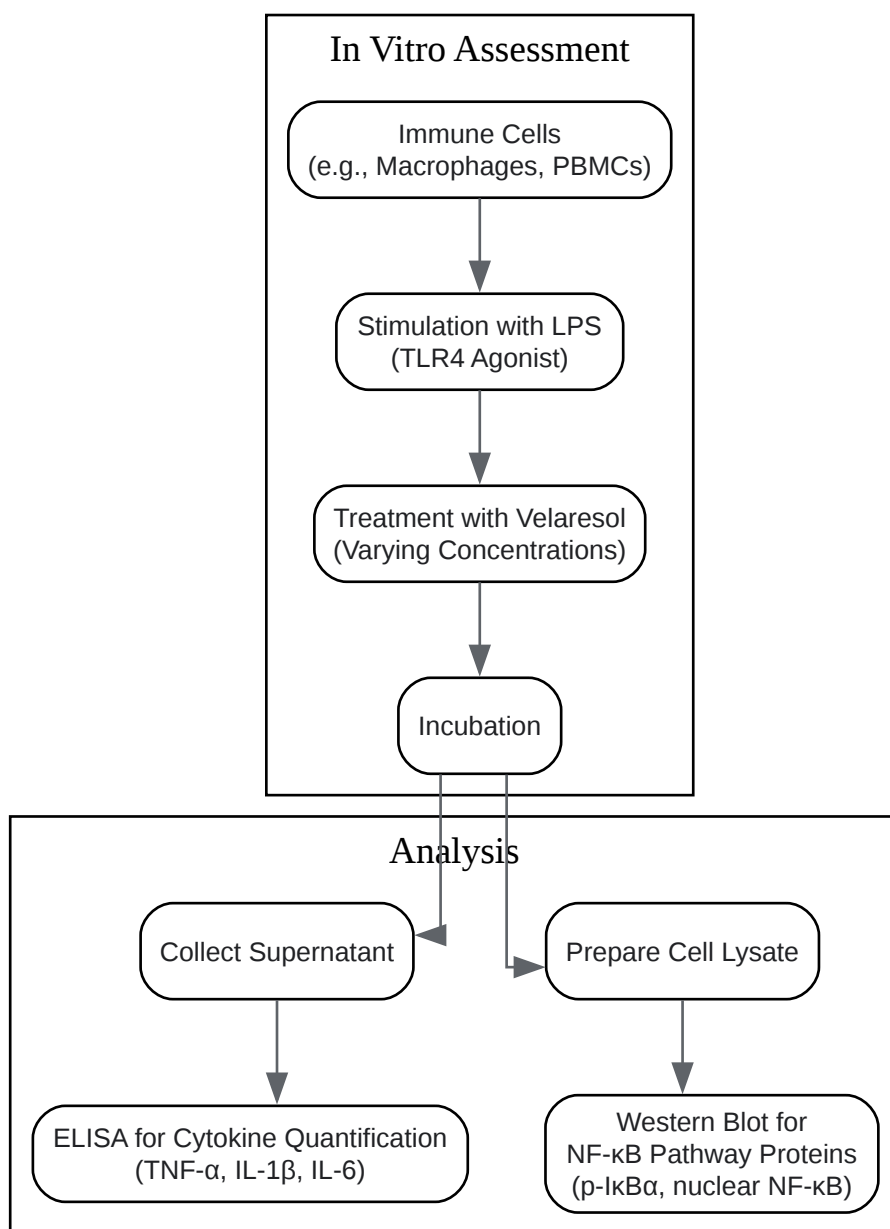 In Vitro Assessment
Immune Cells
(e.g., Macrophages, PBMCs)
Stimulation with LPS
(TLR4 Agonist)
Treatment with Velaresol
(Varying Concentrations)
Incubation
Analysis
Collect Supernatant
Prepare Cell Lysate
ELISA for Cytokine Quantification
(TNF-α, IL-1β, IL-6)
Western Blot for
NF-κB Pathway Proteins
(p-IκBα, nuclear NF-κB)